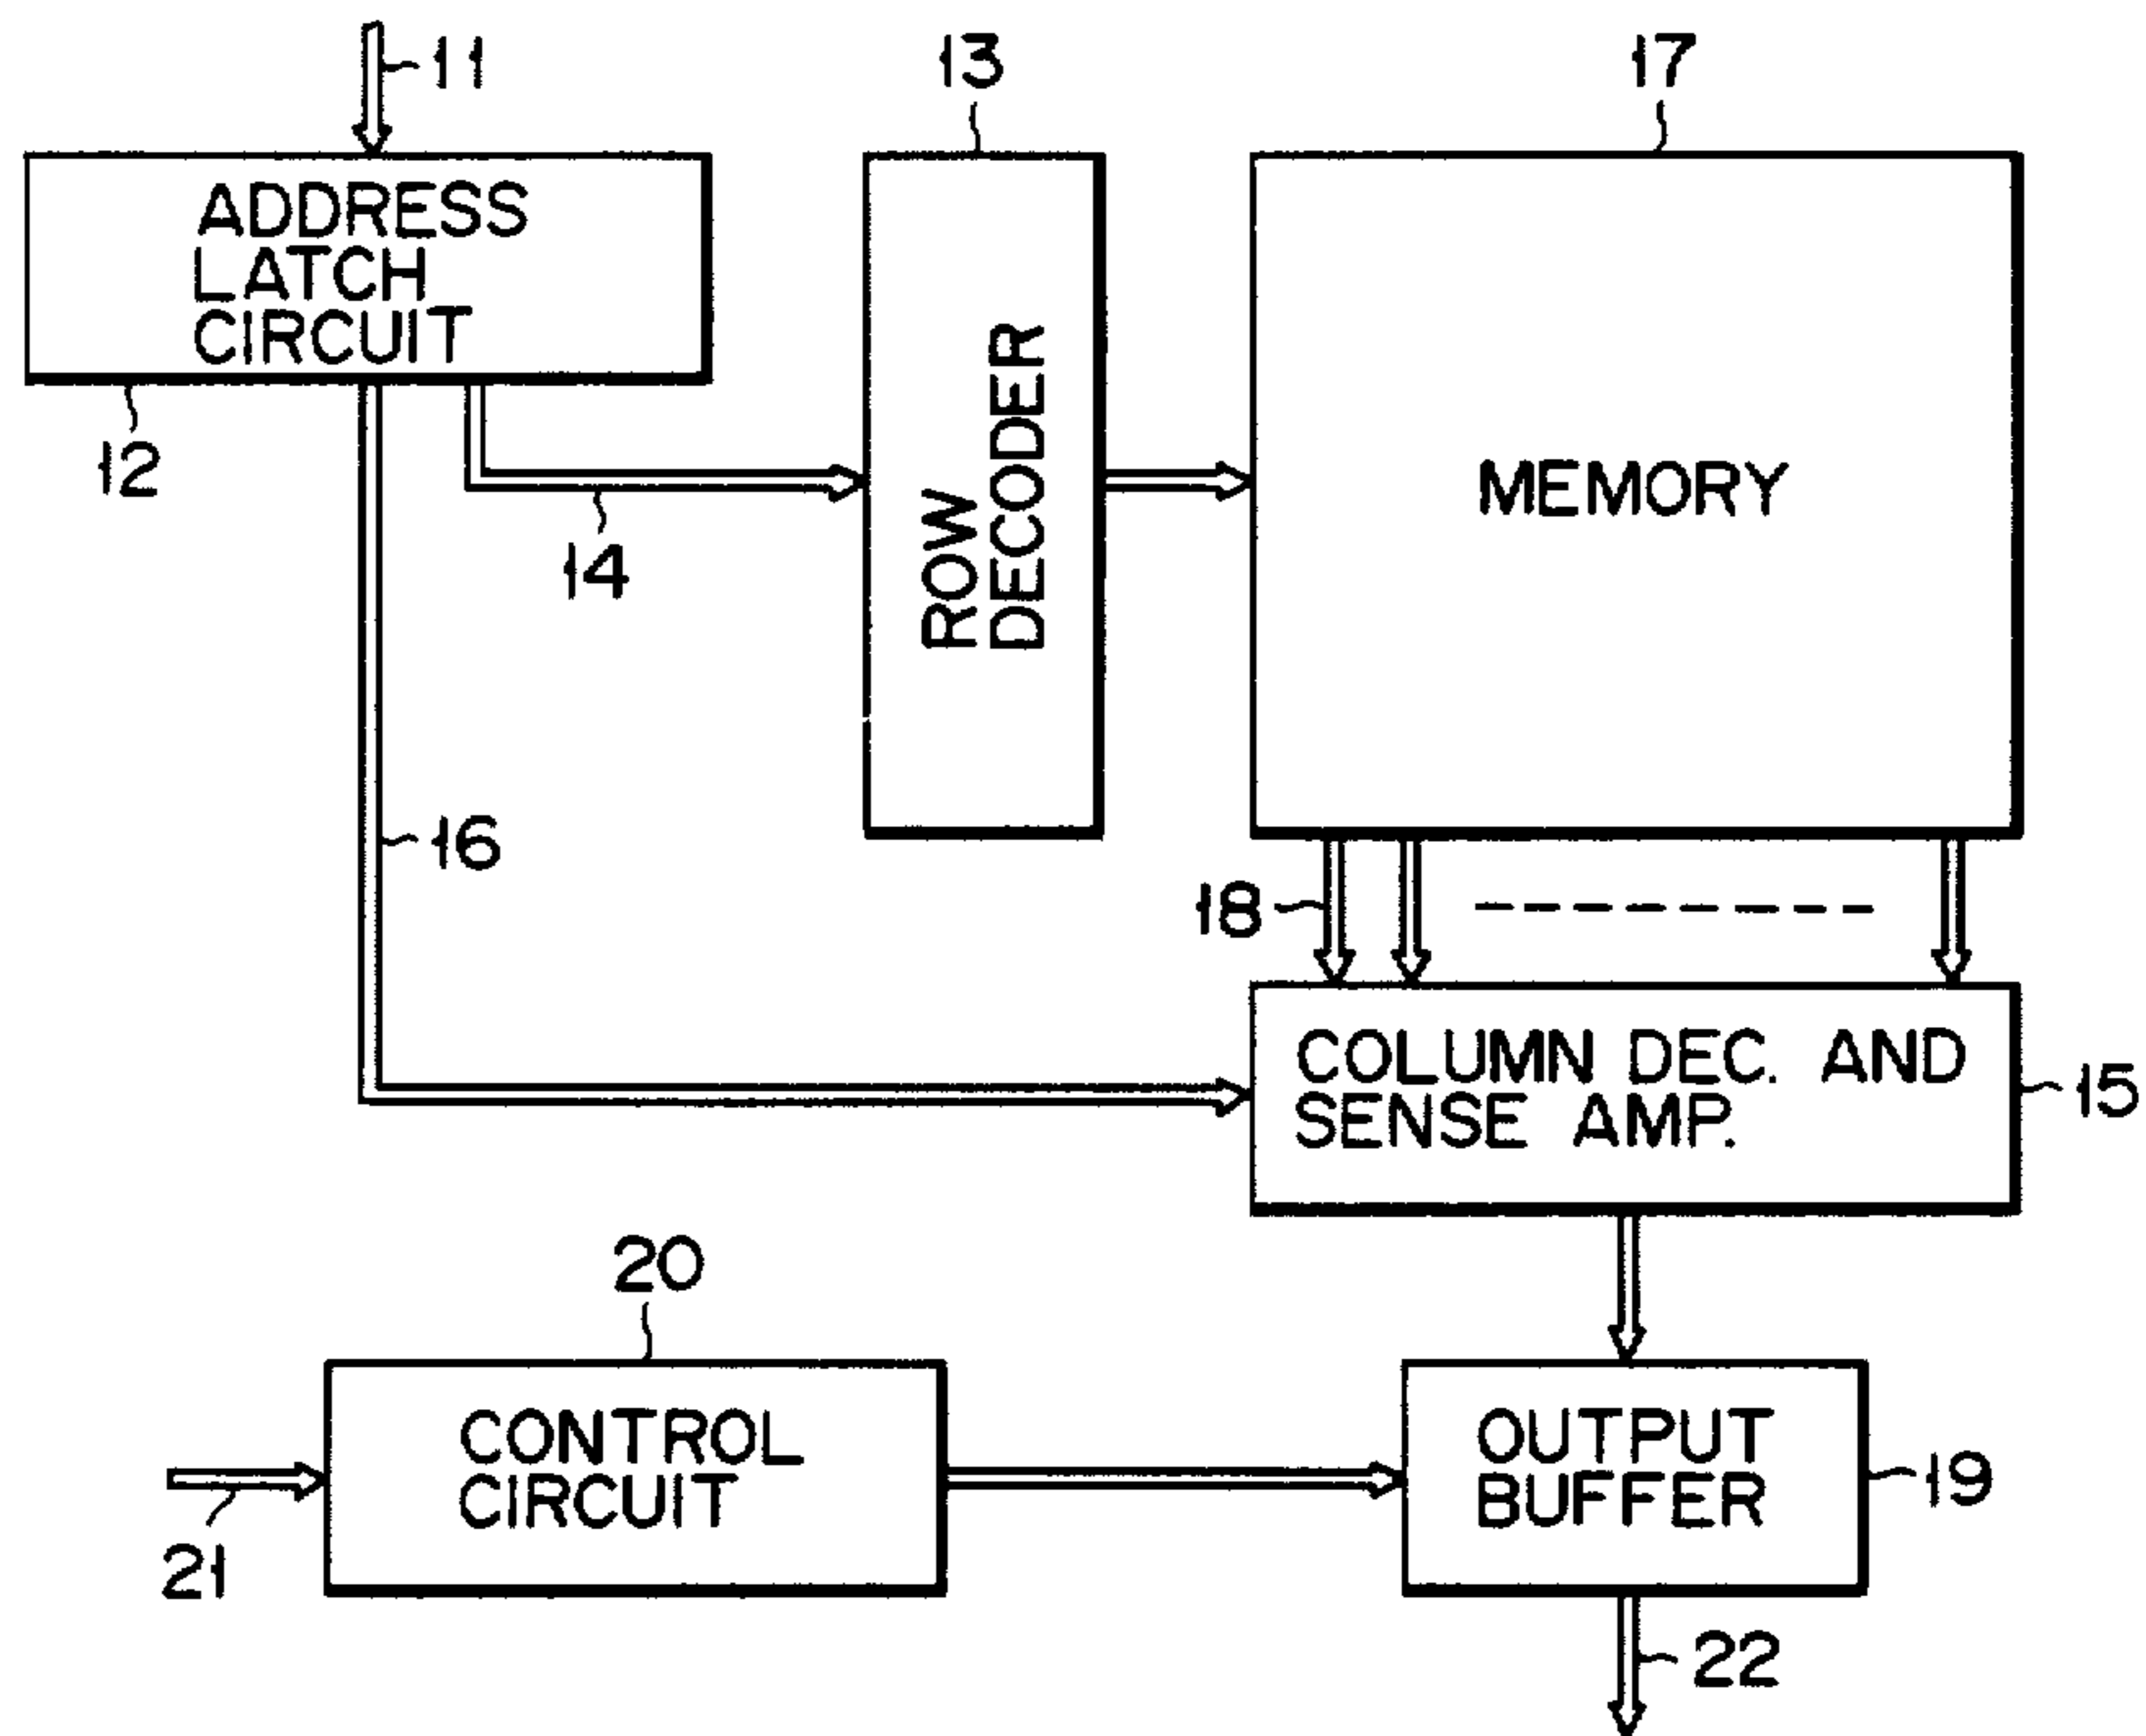 11
13
17
ADDRESS
LATCH
CIRCUIT
12
14
ROW
DECODER
MEMORY
16
18
COLUMN DEC. AND
SENSE AMP.
15
20
CONTROL
CIRCUIT
21
OUTPUT
BUFFER
19
22